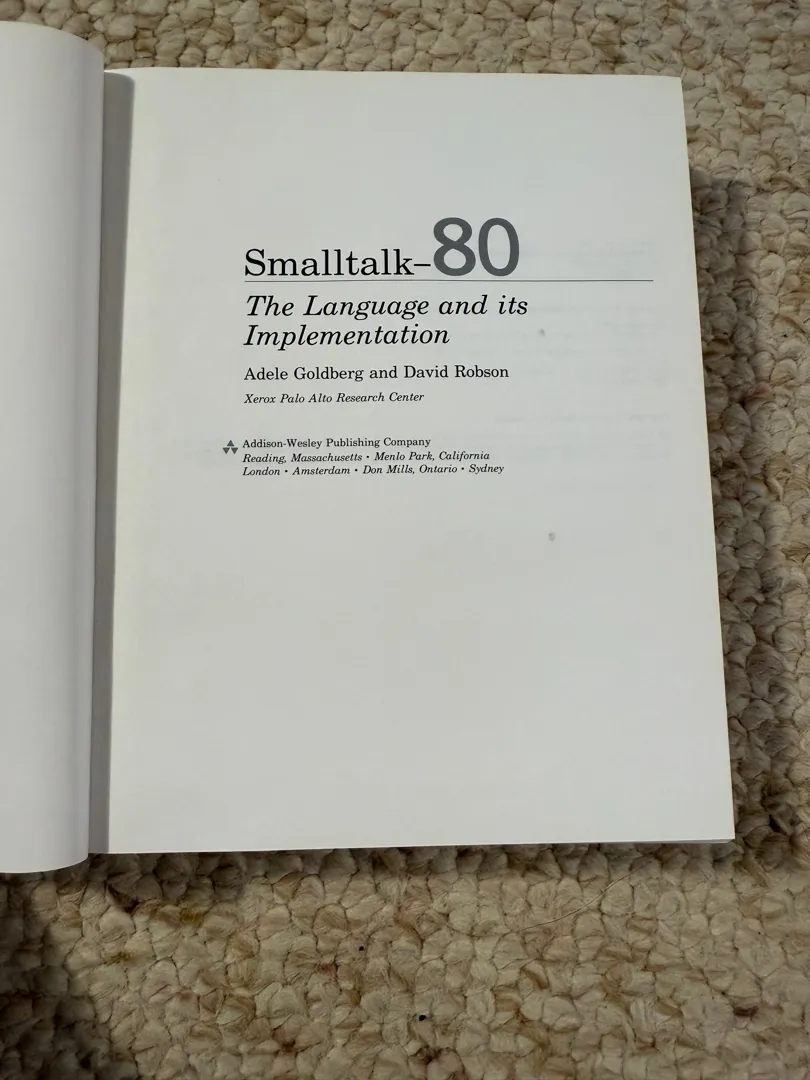 Smalltalk–80
The Language and its
Implementation
Adele Goldberg and David Robson
Xerox Palo Alto Research Center
Addison-Wesley Publishing Company
Reading, Massachusetts • Menlo Park, California
London • Amsterdam • Don Mills, Ontario • Sydney